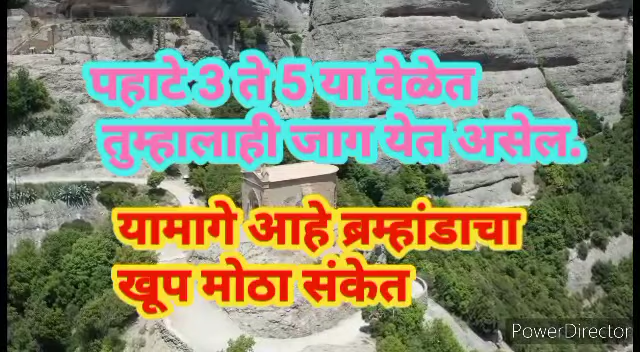 पहाटे 3 ते 5 या वेळेत
तुम्हालाही जाग येत असेल.
यामागे आहे ब्रम्हांडाचा
खूप मोठा संकेत
PowerDirector